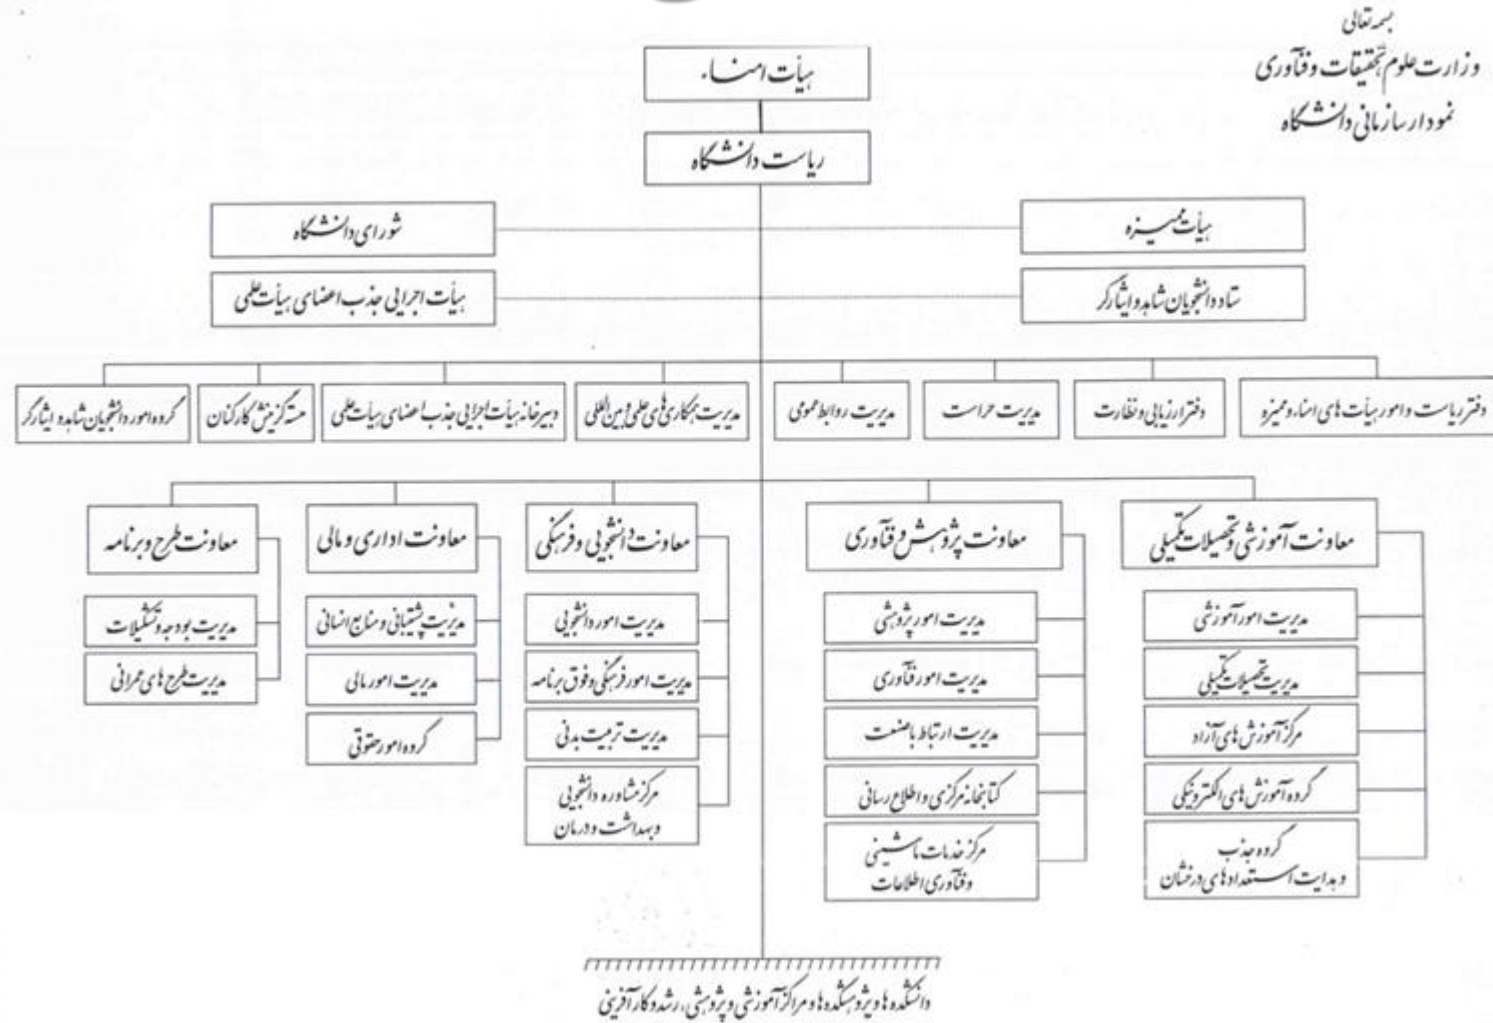 بسمه تعالی
وزارت علوم، تحقیقات و فنآوری
نمودار سازمانی دانشگاه
هیأت امناء
ریاست دانشگاه
هیأت ممیزه
شورای دانشگاه
ستاد دانشجویان شاهد و ایثارگر
هیأت اجرایی جذب اعضای هیأت علمی
دفتر ریاست و امور هیأت های امناء و ممیزه
دفتر ارزیابی و نظارت
مدیریت حراست
مدیریت روابط عمومی
مدیریت همکاری های علمی و بین المللی
دبیرخانه هیأت اجرایی جذب اعضای هیأت علمی
هسته گزینش کارکنان
گروه امور دانشجویان شاهد و ایثارگر
معاونت آموزشی و تحصیلات تکمیلی
مدیریت امور آموزشی
مدیریت تحصیلات تکمیلی
مرکز آموزش های آزاد
گروه آموزش های الکترونیکی
گروه جذب
و هدایت استعدادهای درخشان
معاونت پژوهش و فنآوری
مدیریت امور پژوهشی
مدیریت امور فنآوری
مدیریت ارتباط با صنعت
کتابخانه مرکزی و اطلاع رسانی
مرکز خدمات ماشینی
و فنآوری اطلاعات
معاونت دانشجویی و فرهنگی
مدیریت امور دانشجویی
مدیریت امور فرهنگی و فوق برنامه
مدیریت تربیت بدنی
مرکز مشاوره دانشجویی
و بهداشت و درمان
معاونت اداری و مالی
مدیریت پشتیبانی و منابع انسانی
مدیریت امور مالی
گروه امور حقوقی
معاونت طرح و برنامه
مدیریت بودجه و تشکیلات
مدیریت طرح های عمرانی
دانشکده ها و پژوهشکده ها و مراکز آموزشی و پژوهشی، رشد و کارآفرینی